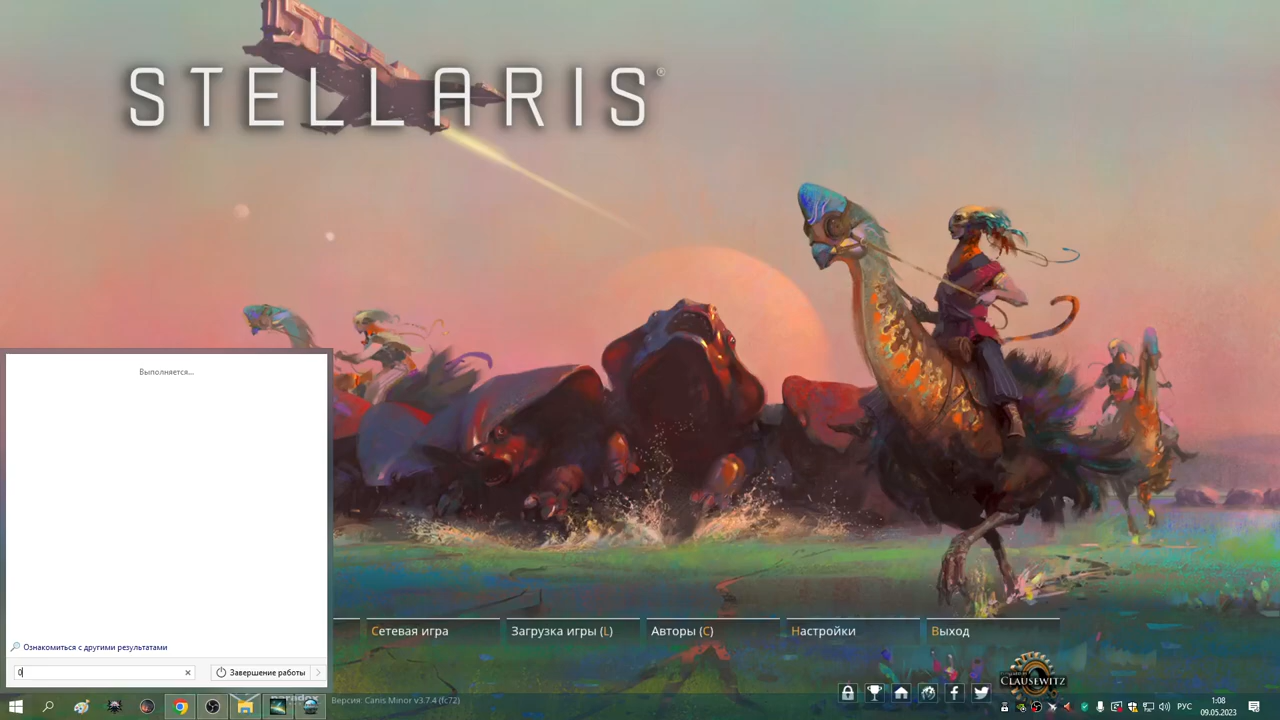 STELLARIS®
Выполняется...
Ознакомиться с другими результатами
0
Завершение работы
Сетевая игра
Загрузка игры (L)
Авторы (C)
Настройки
Выход
CLAUSEWITZ
Версия: Canis Minor v3.7.4 (fc72)
РУС
1:08
09.05.2023